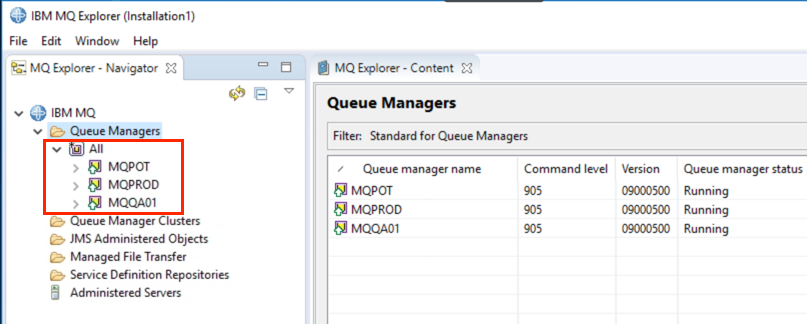 IBM MQ Explorer (Installation1)
File Edit Window Help
MQ Explorer - Navigator
IBM MQ
Queue Managers
All
MQPOT
MQPROD
MQQA01
Queue Manager Clusters
JMS Administered Objects
Managed File Transfer
Service Definition Repositories
Administered Servers
MQ Explorer - Content
Queue Managers
Filter: Standard for Queue Managers
Queue manager name Command level Version Queue manager status
MQPOT 905 09000500 Running
MQPROD 905 09000500 Running
MQQA01 905 09000500 Running